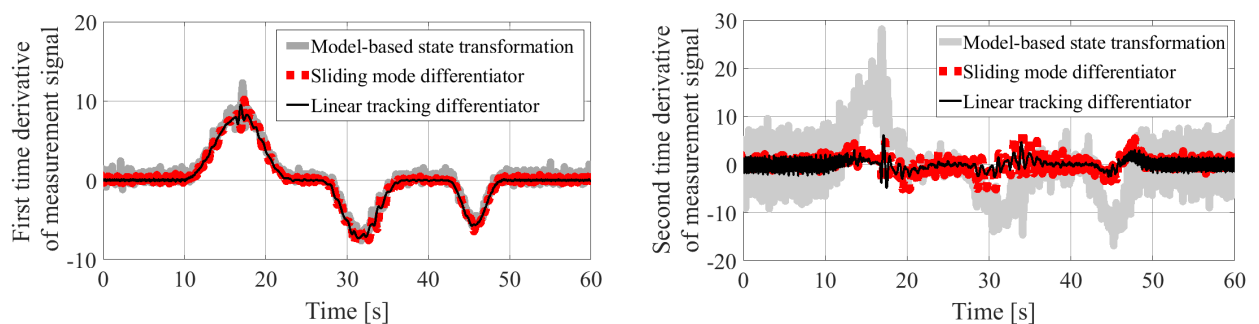 First time derivative
of measurement signal
20
10
0
-10
Model-based state transformation
Sliding mode differentiator
Linear tracking differentiator
0 10 20 30 40 50 60
Time [s]
Second time derivative
of measurement signal
30
20
10
0
-10
-20
Model-based state transformation
Sliding mode differentiator
Linear tracking differentiator
0 10 20 30 40 50 60
Time [s]